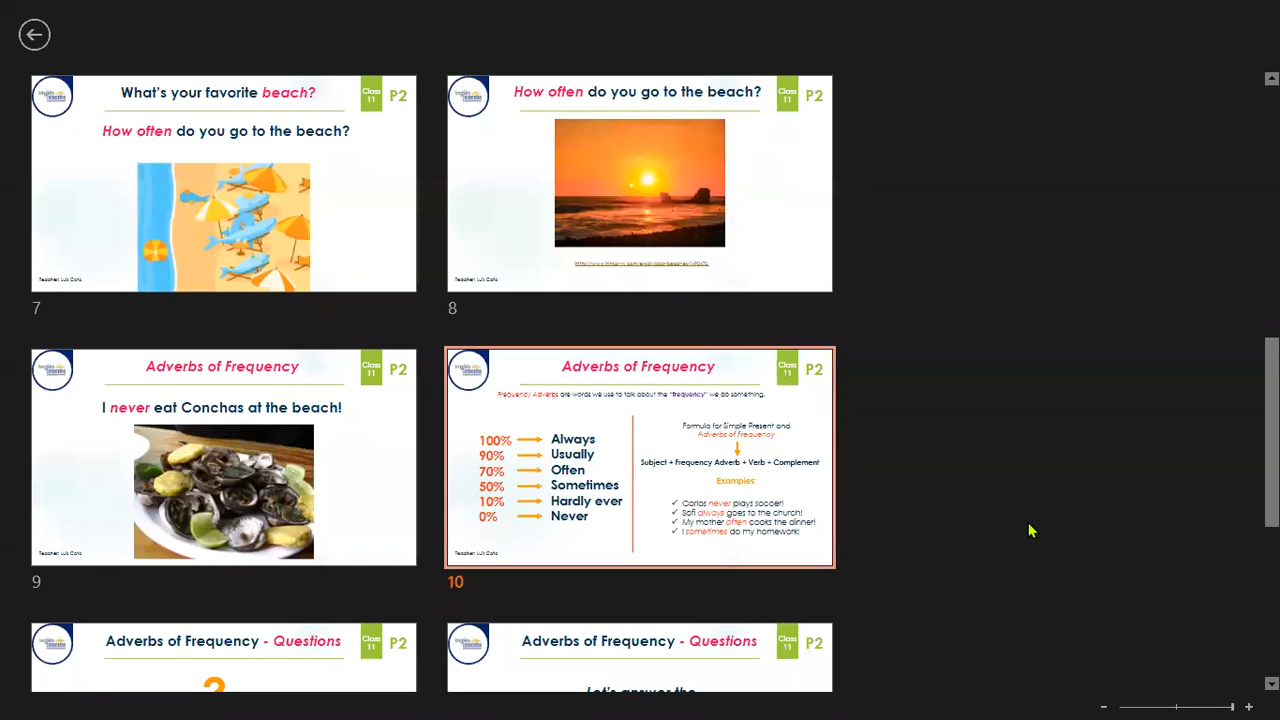 What's your favorite beach?
Class 11
P2
How often do you go to the beach?
Teacher: Luis Cans
7
How often do you go to the beach?
Class 11
P2
8
Adverbs of Frequency
Class 11
P2
I never eat Conchas at the beach!
9
Adverbs of Frequency
Class 11
P2
Frequency Adverbs are words we use to talk about the "frequency" we do something.
100% Always
90% Usually
70% Often
50% Sometimes
10% Hardly ever
0% Never
Formula for Simple Present and
Adverbs of Frequency
Subject + Frequency Adverb + Verb + Complement
Examples:
✓ Carlos never plays soccer!
✓ Sofi always goes to the church!
✓ My mother often cooks the dinner!
✓ I sometimes do my homework!
10
Adverbs of Frequency - Questions
Class 11
P2
?
Adverbs of Frequency - Questions
Class 11
P2
Let's answer the